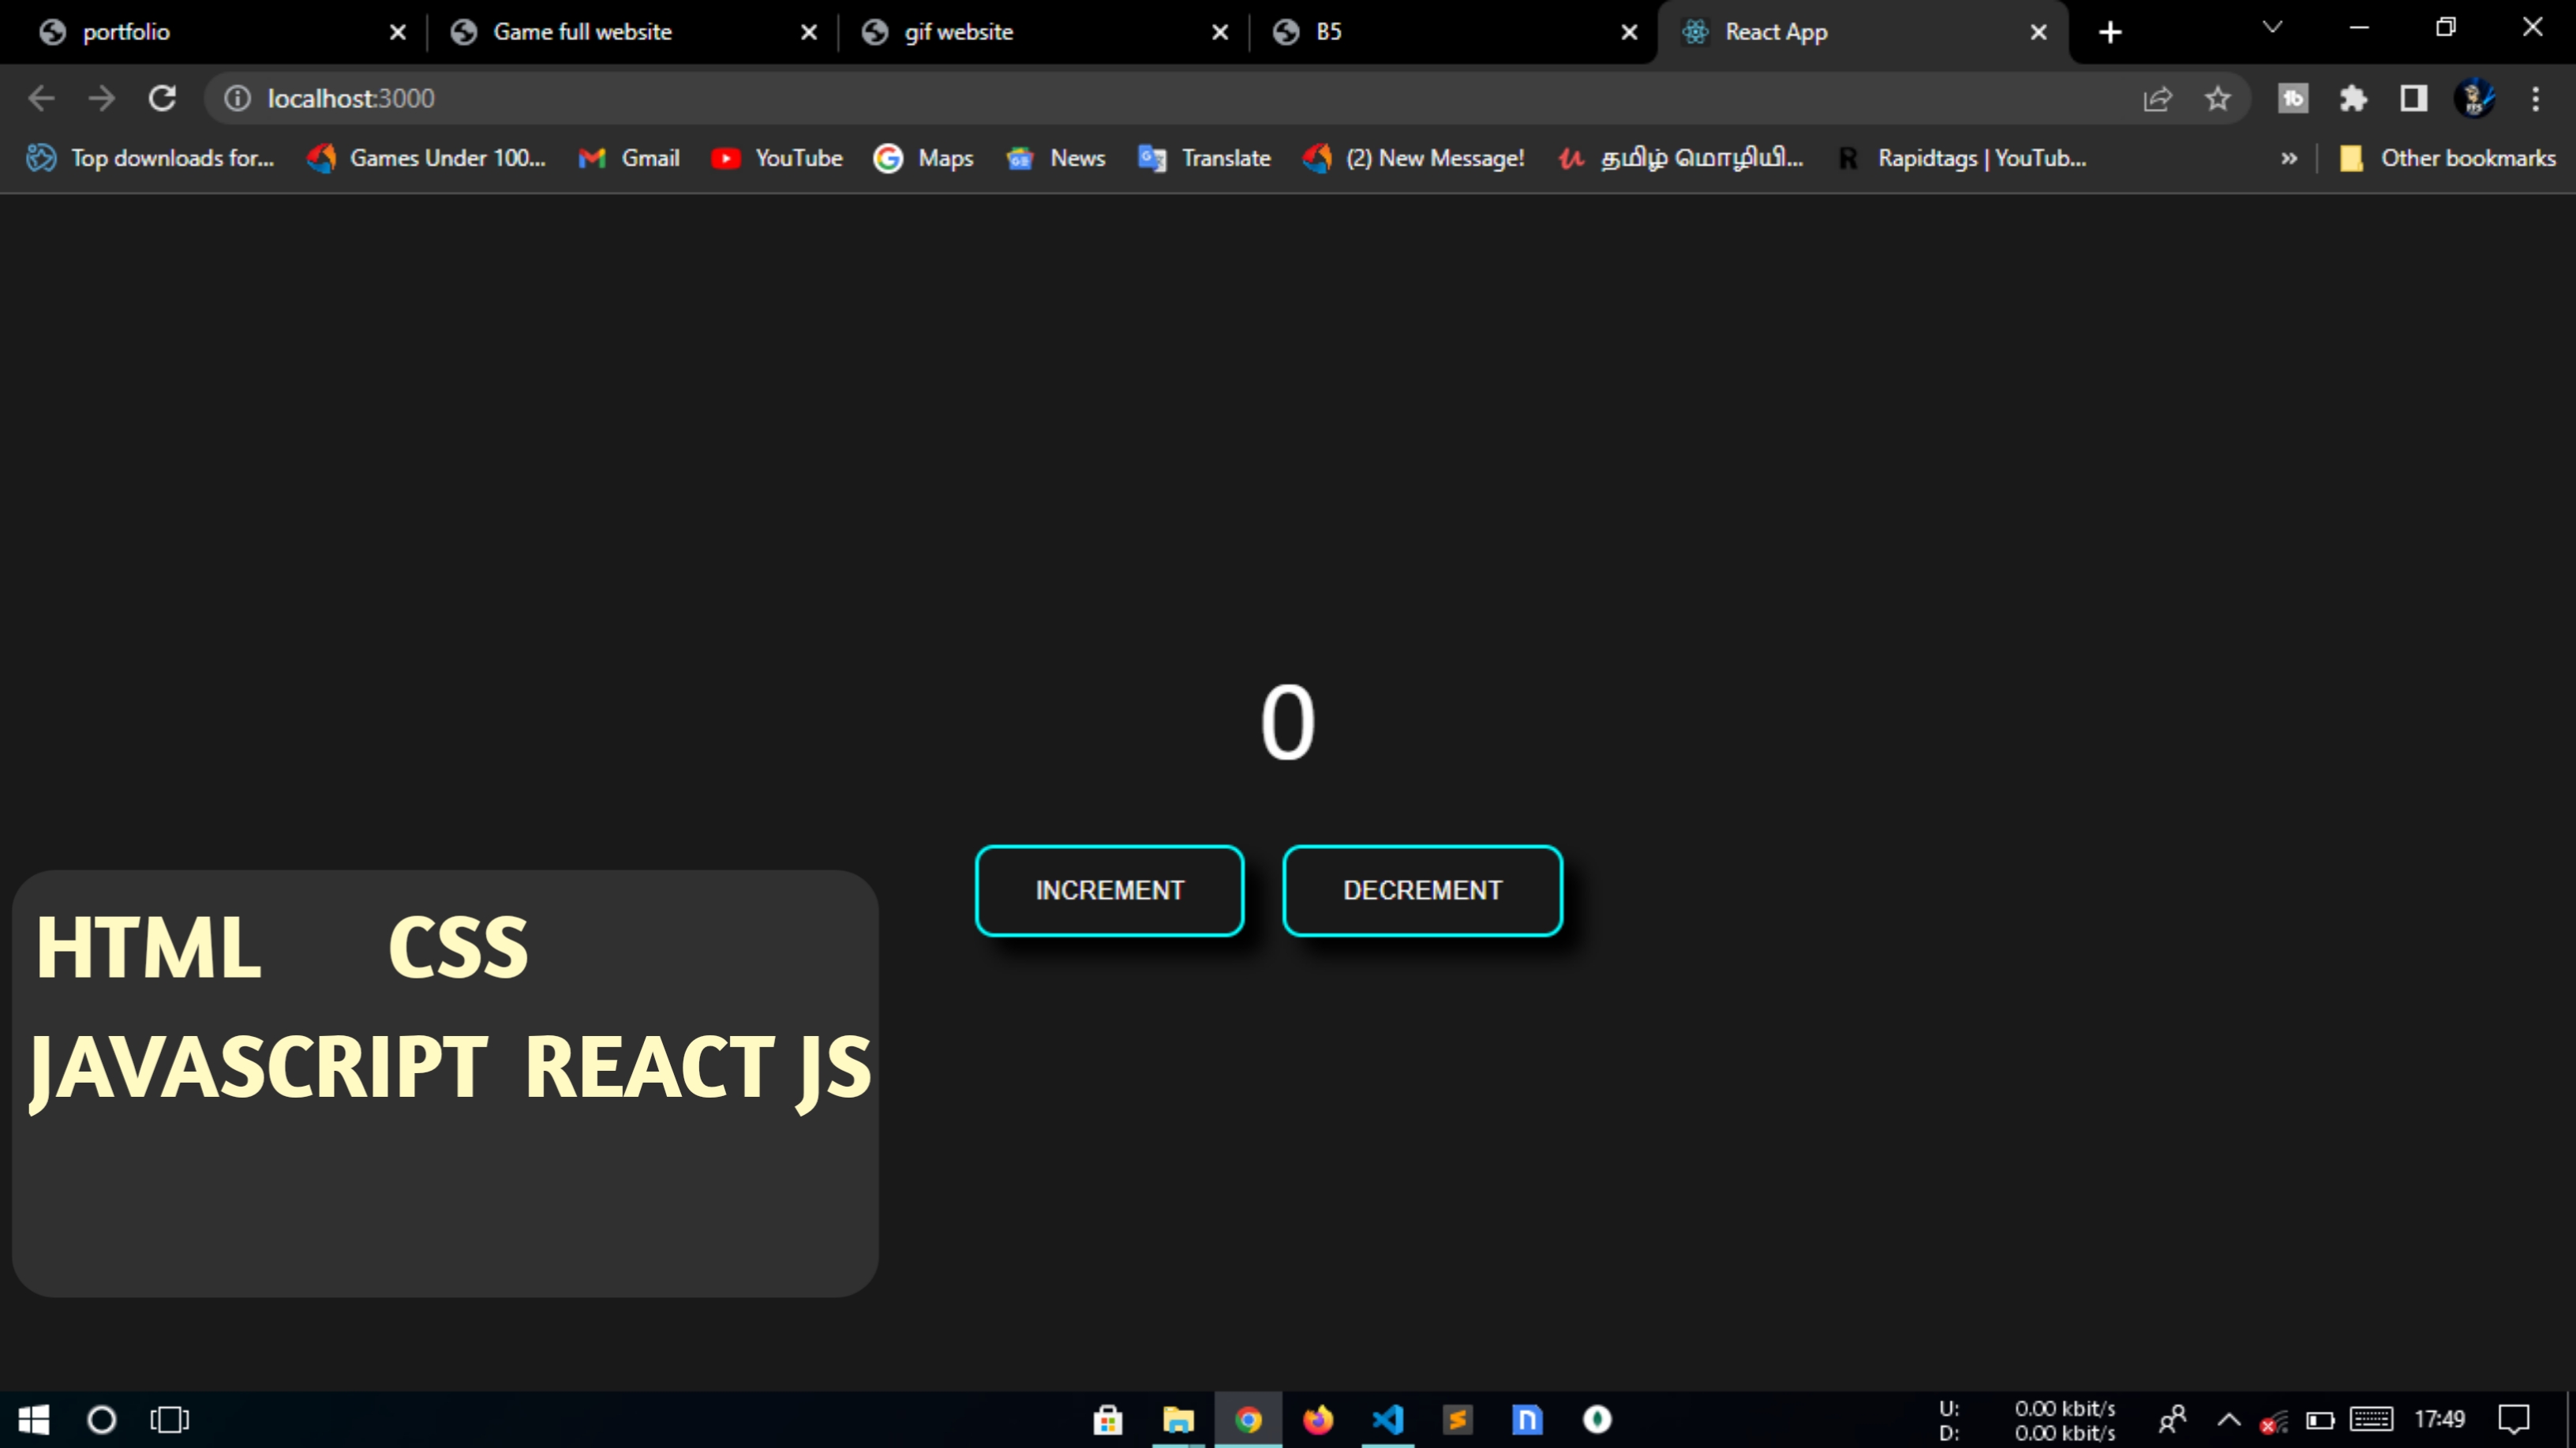 portfolio Game full website gif website B5 React App
localhost:3000
Top downloads for... Games Under 100... Gmail YouTube Maps News Translate (2) New Message! தமிழ் மொழியி... Rapidtags | YouTub... » Other bookmarks
0
INCREMENT DECREMENT
HTML CSS
JAVASCRIPT REACT JS
U: 0.00 kbit/s
D: 0.00 kbit/s
17:49